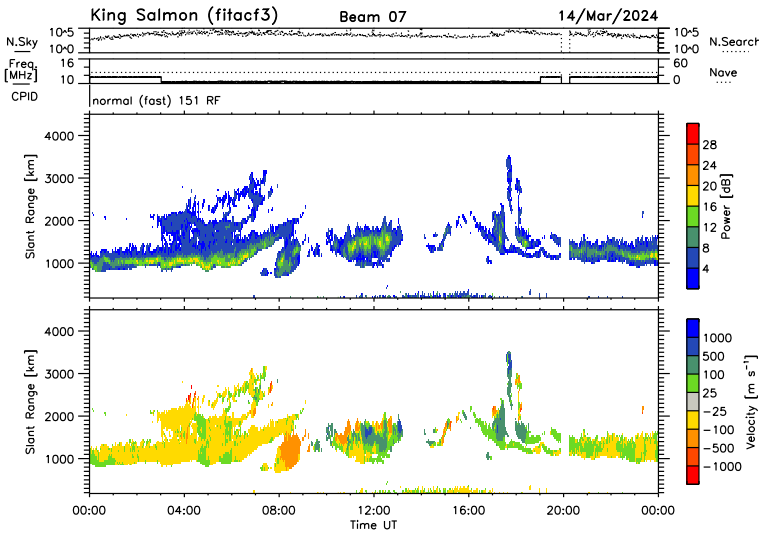 King Salmon (fitacf3) Beam 07 14/Mar/2024
N.Sky 10^5 10^0 10^5 10^0 N.Search
Freq. [MHz] 16 10 60 0 Nave
CPID normal (fast) 151 RF
Slant Range [km] 4000 3000 2000 1000
28 24 20 16 12 8 4 Power [dB]
Slant Range [km] 4000 3000 2000 1000
1000 500 100 25 -25 -100 -500 -1000 Velocity [m s^-1]
00:00 04:00 08:00 12:00 16:00 20:00 00:00
Time UT